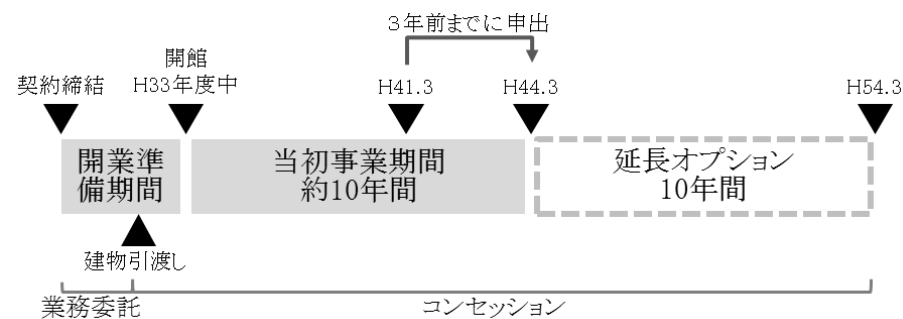 ３年前までに申出
開館
契約締結 H33年度中 H41.3 H44.3 H54.3
開業準
備期間
当初事業期間
約10年間
延長オプション
10年間
建物引渡し
業務委託 コンセッション